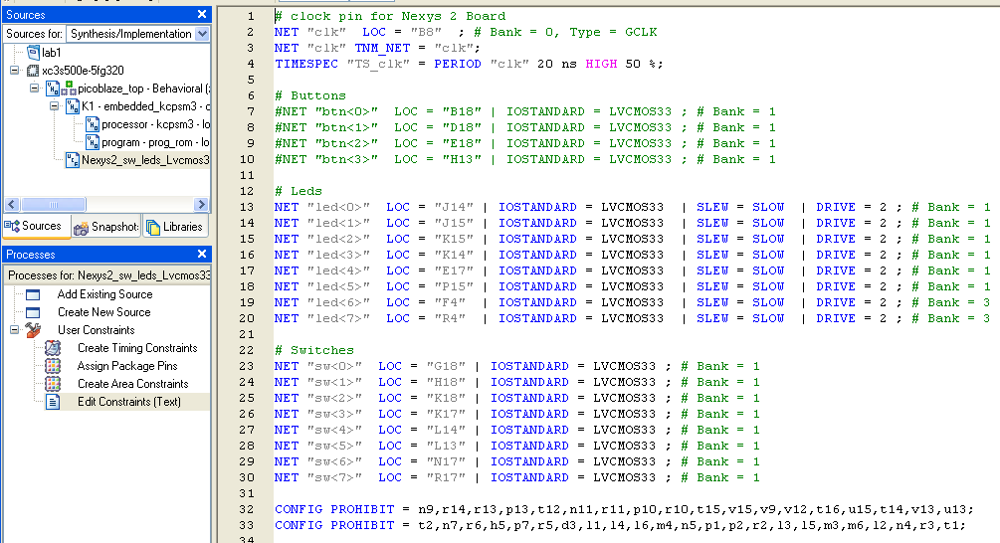 Sources
Sources for: Synthesis/Implementation
lab1
xc3s500e-5fg320
picoblaze_top - Behavioral
K1 - embedded_kcpsm3 -
processor - kcpsm3 - lo
program - prog_rom - lo
Nexys2_sw_leds_Lvcmos3
Sources Snapshot Libraries
Processes
Processes for: Nexys2_sw_leds_Lvcmos33
Add Existing Source
Create New Source
User Constraints
Create Timing Constraints
Assign Package Pins
Create Area Constraints
Edit Constraints (Text)
1 # clock pin for Nexys 2 Board
2 NET "clk" LOC = "B8" ; # Bank = 0, Type = GCLK
3 NET "clk" TNM_NET = "clk";
4 TIMESPEC "TS_clk" = PERIOD "clk" 20 ns HIGH 50 %;
5
6 # Buttons
7 #NET "btn<0>" LOC = "B18" | IOSTANDARD = LVCMOS33 ; # Bank = 1
8 #NET "btn<1>" LOC = "D18" | IOSTANDARD = LVCMOS33 ; # Bank = 1
9 #NET "btn<2>" LOC = "E18" | IOSTANDARD = LVCMOS33 ; # Bank = 1
10 #NET "btn<3>" LOC = "H13" | IOSTANDARD = LVCMOS33 ; # Bank = 1
11
12 # Leds
13 NET "led<0>" LOC = "J14" | IOSTANDARD = LVCMOS33 | SLEW = SLOW | DRIVE = 2 ; # Bank = 1
14 NET "led<1>" LOC = "J15" | IOSTANDARD = LVCMOS33 | SLEW = SLOW | DRIVE = 2 ; # Bank = 1
15 NET "led<2>" LOC = "K15" | IOSTANDARD = LVCMOS33 | SLEW = SLOW | DRIVE = 2 ; # Bank = 1
16 NET "led<3>" LOC = "K14" | IOSTANDARD = LVCMOS33 | SLEW = SLOW | DRIVE = 2 ; # Bank = 1
17 NET "led<4>" LOC = "E17" | IOSTANDARD = LVCMOS33 | SLEW = SLOW | DRIVE = 2 ; # Bank = 1
18 NET "led<5>" LOC = "P15" | IOSTANDARD = LVCMOS33 | SLEW = SLOW | DRIVE = 2 ; # Bank = 1
19 NET "led<6>" LOC = "F4" | IOSTANDARD = LVCMOS33 | SLEW = SLOW | DRIVE = 2 ; # Bank = 3
20 NET "led<7>" LOC = "R4" | IOSTANDARD = LVCMOS33 | SLEW = SLOW | DRIVE = 2 ; # Bank = 3
21
22 # Switches
23 NET "sw<0>" LOC = "G18" | IOSTANDARD = LVCMOS33 ; # Bank = 1
24 NET "sw<1>" LOC = "H18" | IOSTANDARD = LVCMOS33 ; # Bank = 1
25 NET "sw<2>" LOC = "K18" | IOSTANDARD = LVCMOS33 ; # Bank = 1
26 NET "sw<3>" LOC = "K17" | IOSTANDARD = LVCMOS33 ; # Bank = 1
27 NET "sw<4>" LOC = "L14" | IOSTANDARD = LVCMOS33 ; # Bank = 1
28 NET "sw<5>" LOC = "L13" | IOSTANDARD = LVCMOS33 ; # Bank = 1
29 NET "sw<6>" LOC = "N17" | IOSTANDARD = LVCMOS33 ; # Bank = 1
30 NET "sw<7>" LOC = "R17" | IOSTANDARD = LVCMOS33 ; # Bank = 1
31
32 CONFIG PROHIBIT = n9,r14,r13,p13,t12,n11,r11,p10,r10,t15,v15,v9,v12,t16,u15,t14,v13,u13;
33 CONFIG PROHIBIT = t2,n7,r6,h5,p7,r5,d3,l1,l4,l6,m4,n5,p1,p2,r2,l3,l5,m3,m6,l2,n4,r3,t1;
34